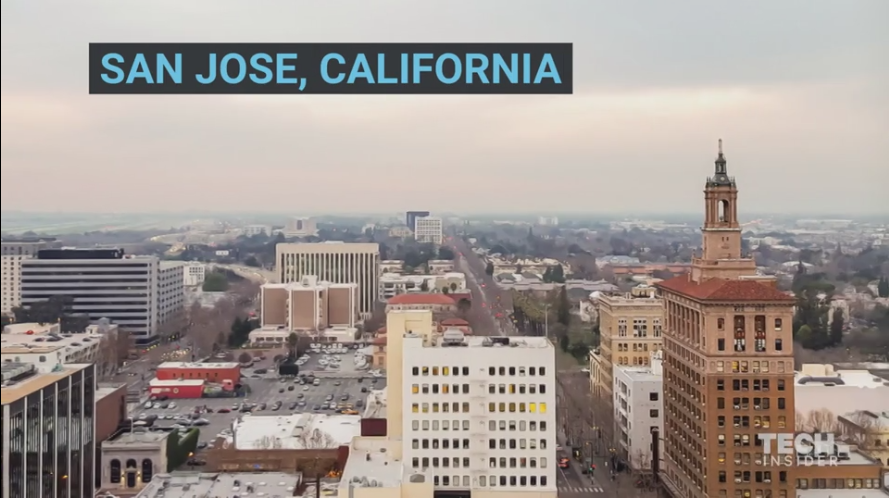 SAN JOSE, CALIFORNIA
TECH
INSIDER